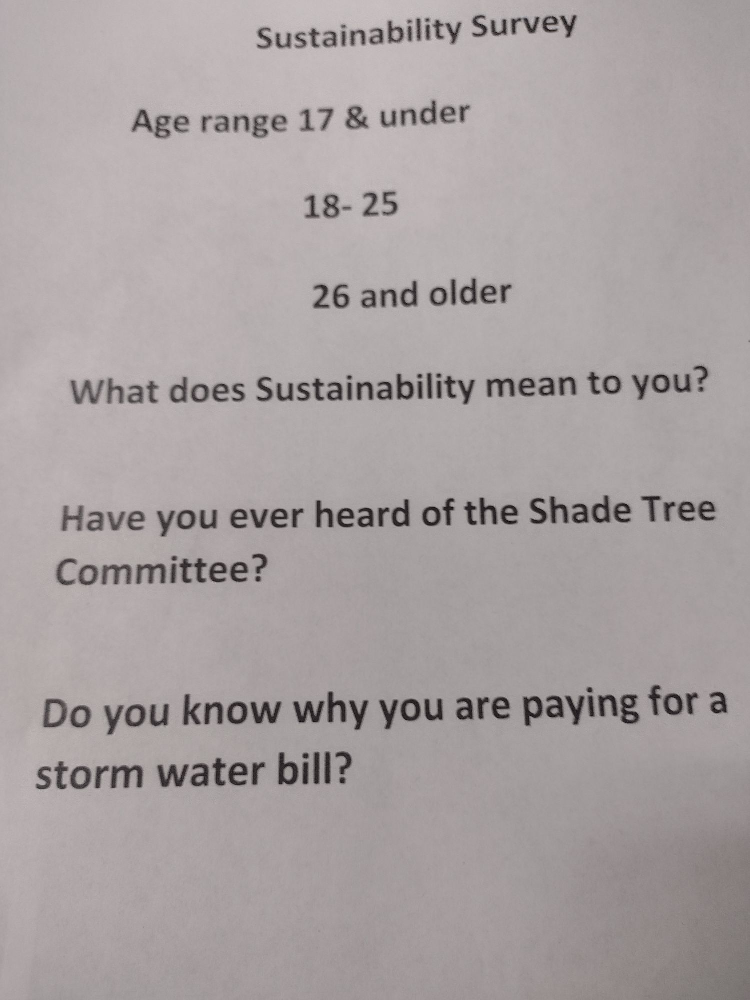 Sustainability Survey
Age range 17 & under
18- 25
26 and older
What does Sustainability mean to you?
Have you ever heard of the Shade Tree
Committee?
Do you know why you are paying for a
storm water bill?